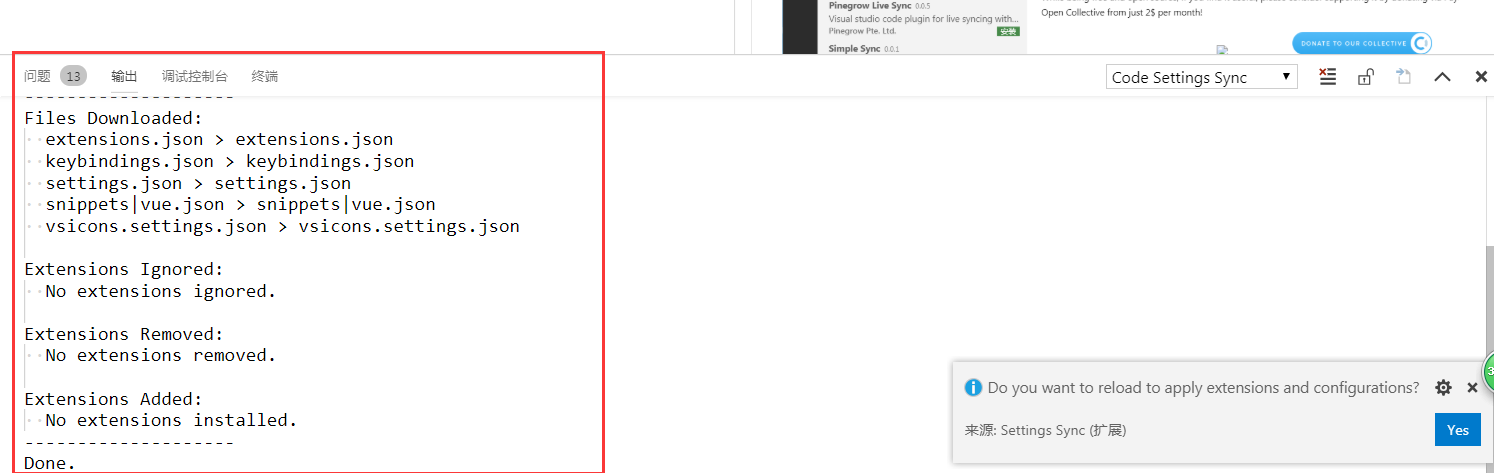 Pinegrow Live Sync 0.0.5
Visual studio code plugin for live syncing with...
Pinegrow Pte. Ltd.
安装
Simple Sync 0.0.1
Open Collective from just 2$ per month!
DONATE TO OUR COLLECTIVE
问题 13 输出 调试控制台 终端
Code Settings Sync
--------------------
Files Downloaded:
extensions.json > extensions.json
keybindings.json > keybindings.json
settings.json > settings.json
snippets|vue.json > snippets|vue.json
vsicons.settings.json > vsicons.settings.json
Extensions Ignored:
No extensions ignored.
Extensions Removed:
No extensions removed.
Extensions Added:
No extensions installed.
--------------------
Done.
Do you want to reload to apply extensions and configurations?
来源: Settings Sync (扩展)
Yes